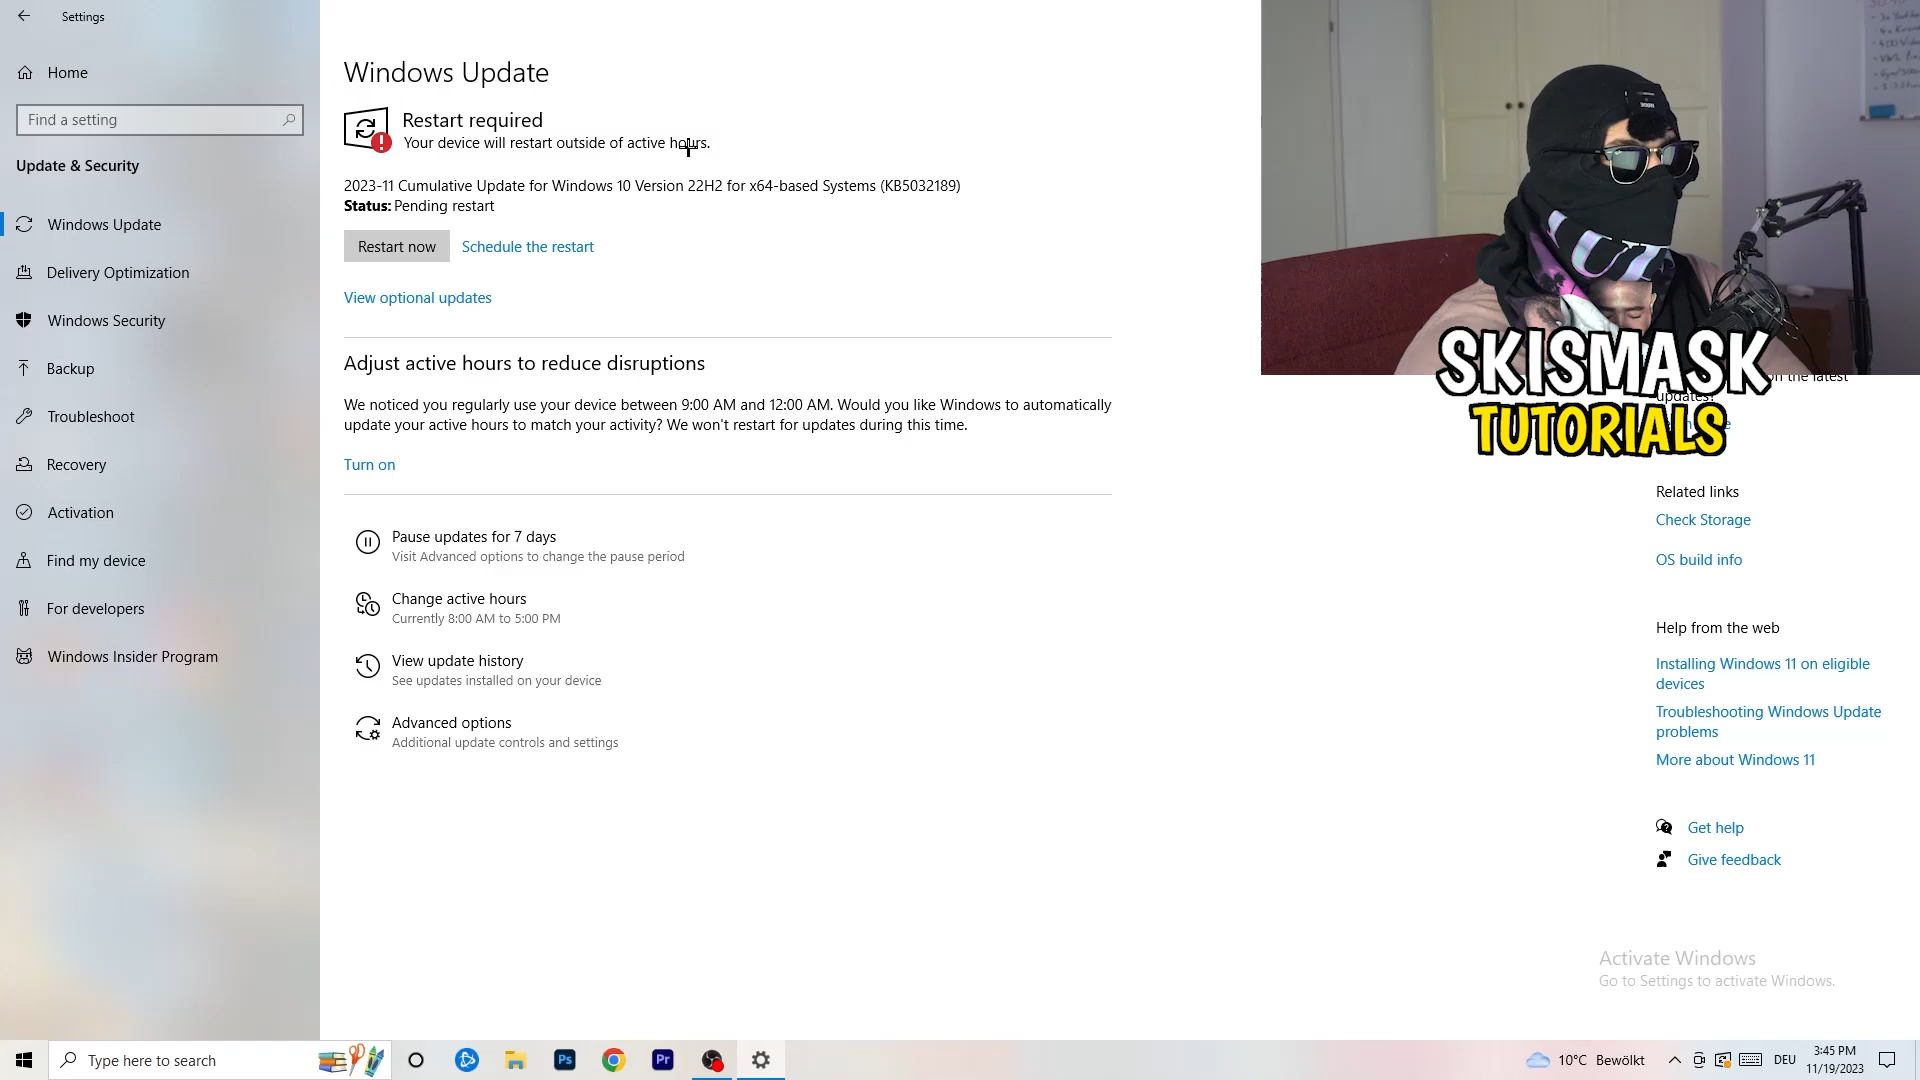 Settings
Home
Find a setting
Update & Security
Windows Update
Delivery Optimization
Windows Security
Backup
Troubleshoot
Recovery
Activation
Find my device
For developers
Windows Insider Program
Windows Update
Restart required
Your device will restart outside of active hours.
2023-11 Cumulative Update for Windows 10 Version 22H2 for x64-based Systems (KB5032189)
Status: Pending restart
Restart now
Schedule the restart
View optional updates
Adjust active hours to reduce disruptions
We noticed you regularly use your device between 9:00 AM and 12:00 AM. Would you like Windows to automatically
update your active hours to match your activity? We won't restart for updates during this time.
Turn on
Pause updates for 7 days
Visit Advanced options to change the pause period
Change active hours
Currently 8:00 AM to 5:00 PM
View update history
See updates installed on your device
Advanced options
Additional update controls and settings
SKISMASK
TUTORIALS
on the latest
updates?
Related links
Check Storage
OS build info
Help from the web
Installing Windows 11 on eligible
devices
Troubleshooting Windows Update
problems
More about Windows 11
Get help
Give feedback
Activate Windows
Go to Settings to activate Windows.
Type here to search
Ps
Pr
10°C Bewölkt
DEU
3:45 PM
11/19/2023